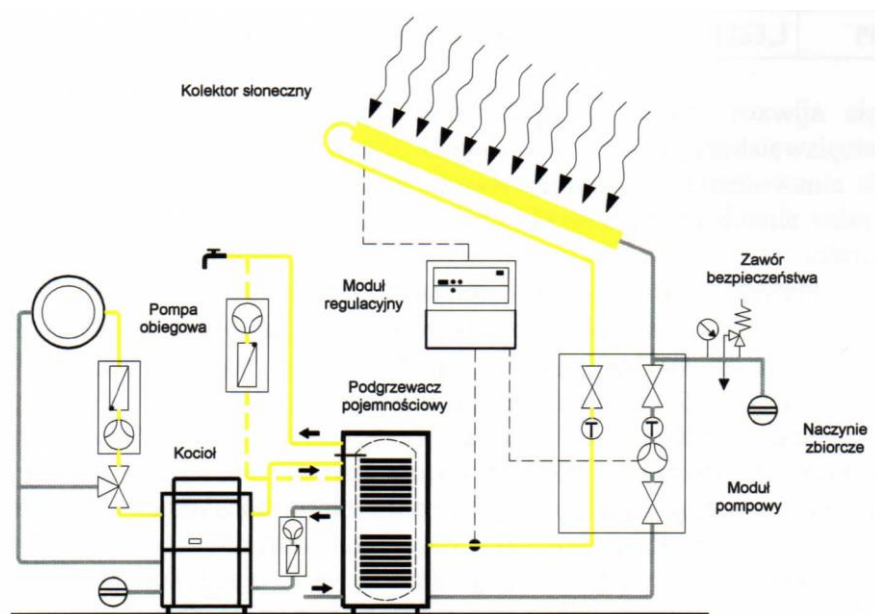 Kolektor słoneczny
Zawór
bezpieczeństwa
Moduł
regulacyjny
Pompa
obiegowa
Podgrzewacz
pojemnościowy
Kocioł
Naczynie
zbiorcze
Moduł
pompowy
T
T